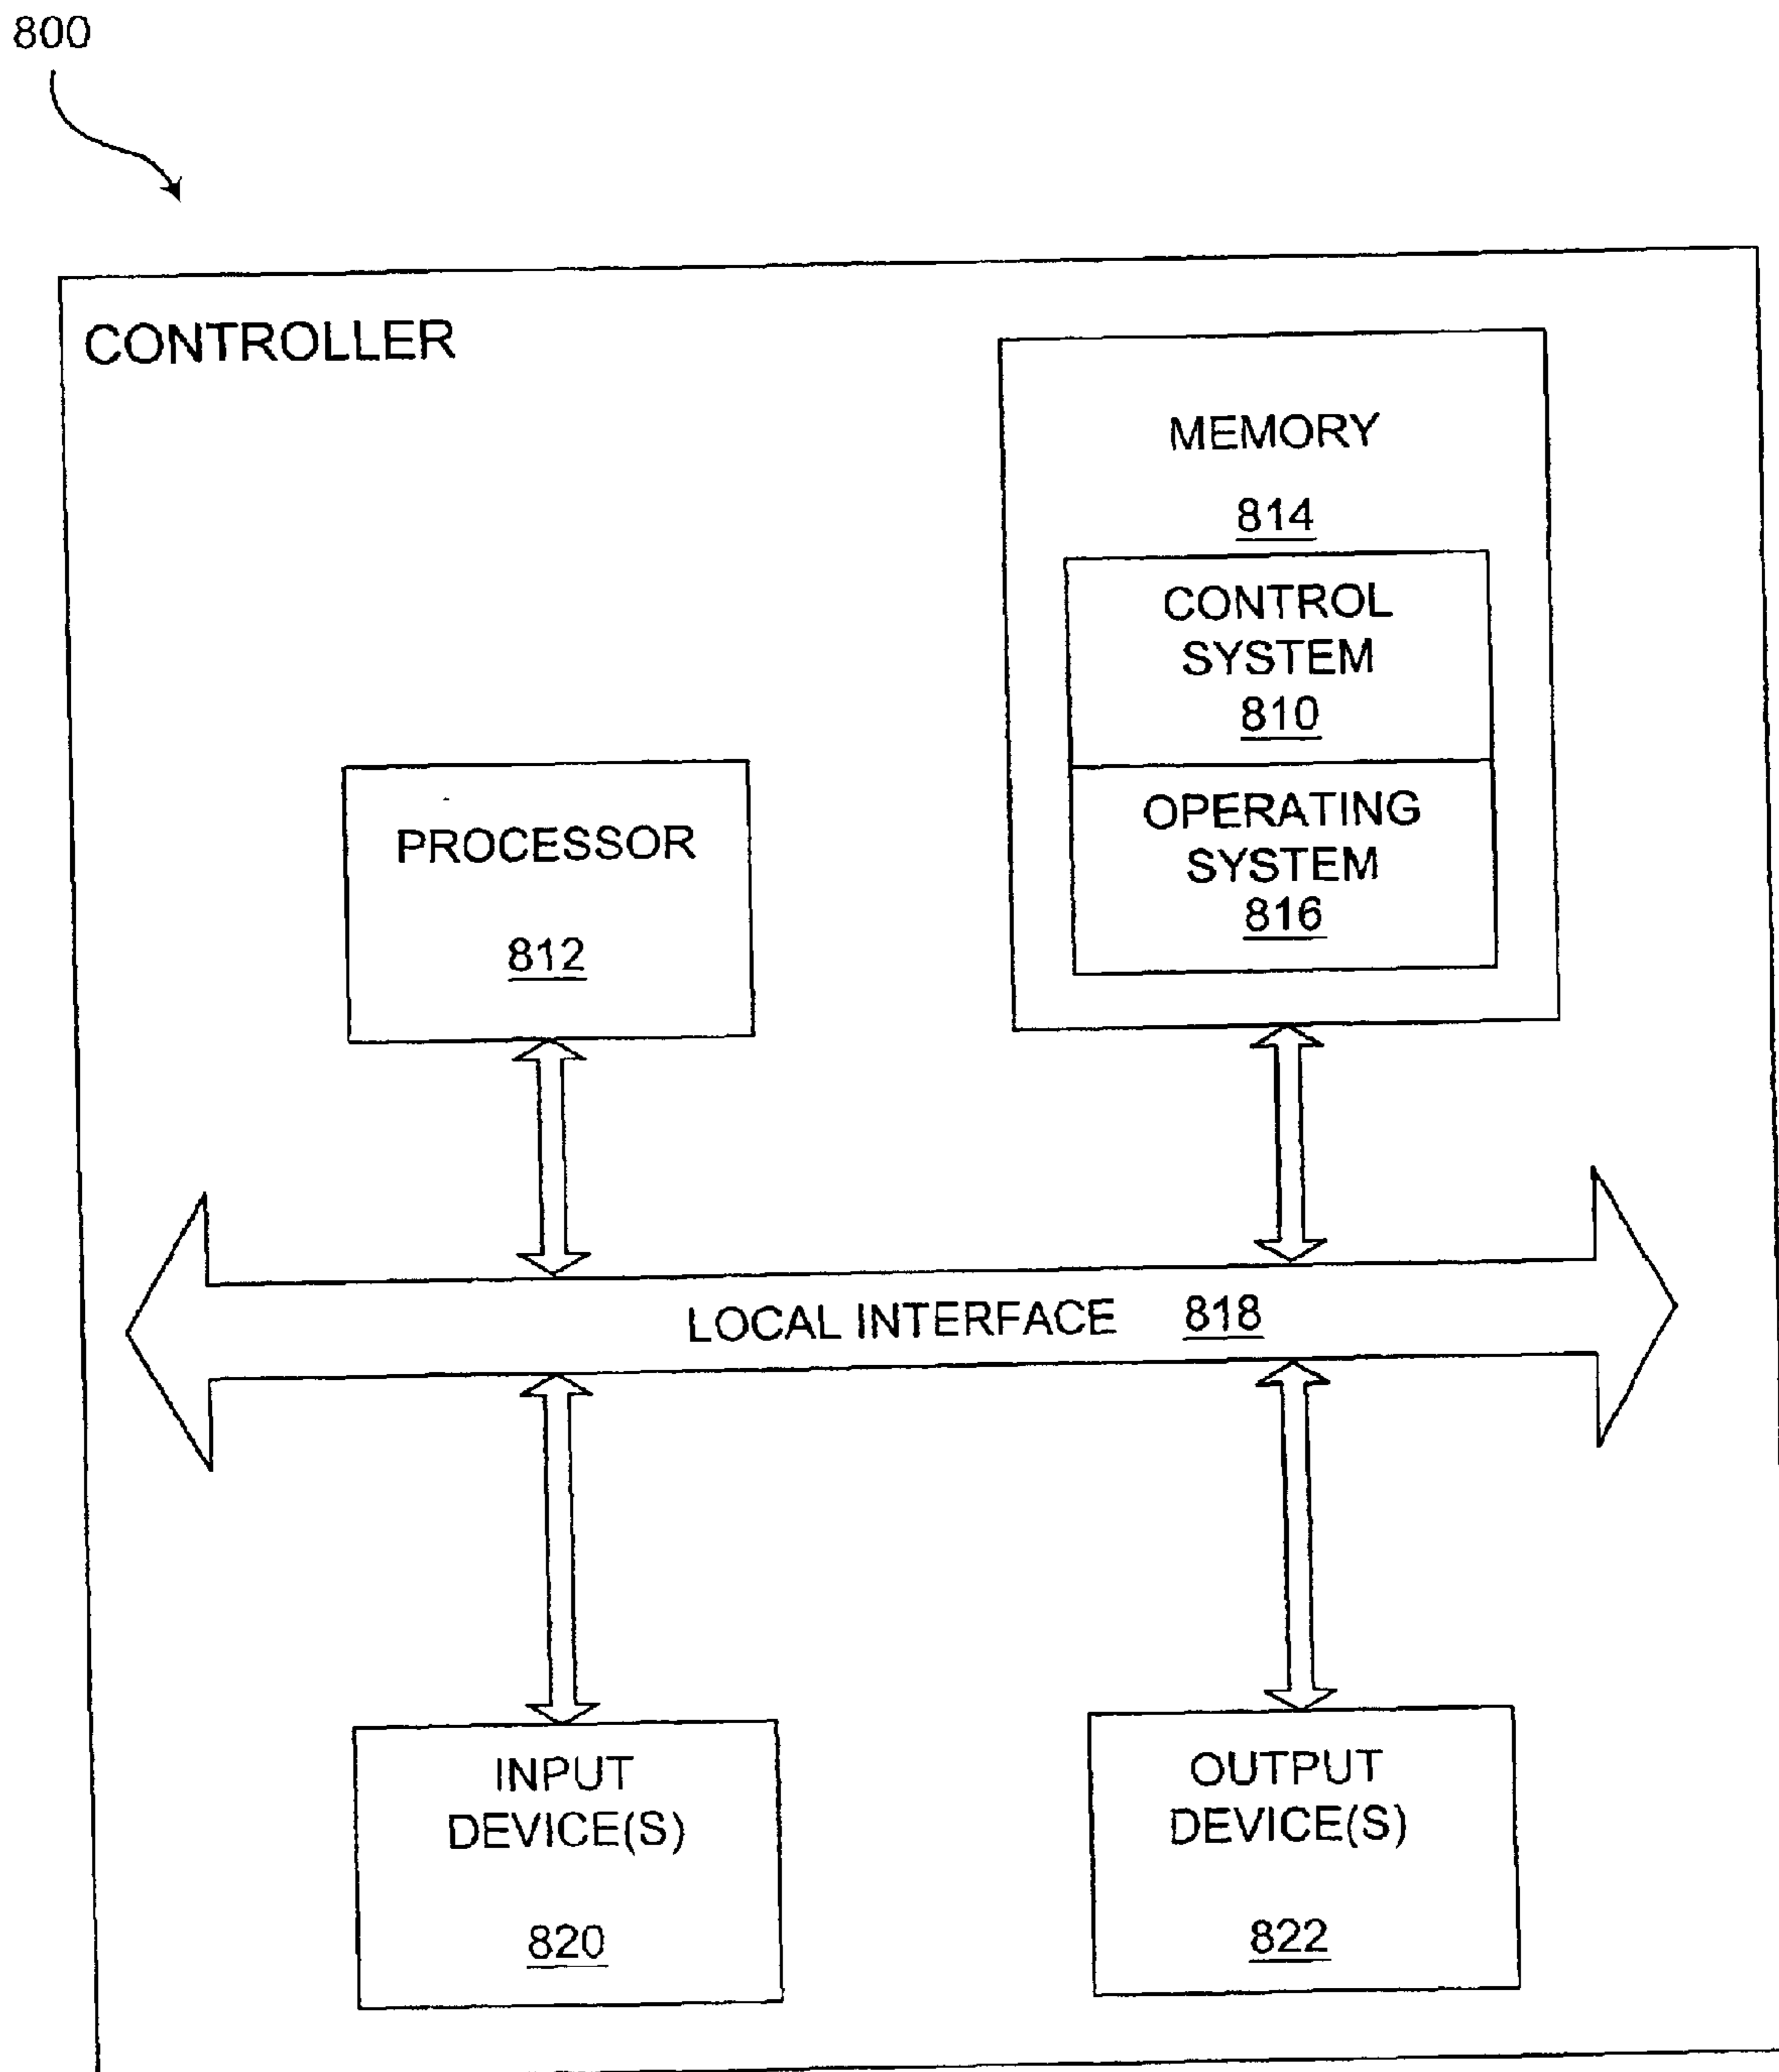 800
CONTROLLER
MEMORY
814
CONTROL
SYSTEM
810
OPERATING
SYSTEM
816
PROCESSOR
812
LOCAL INTERFACE 818
INPUT
DEVICE(S)
820
OUTPUT
DEVICE(S)
822